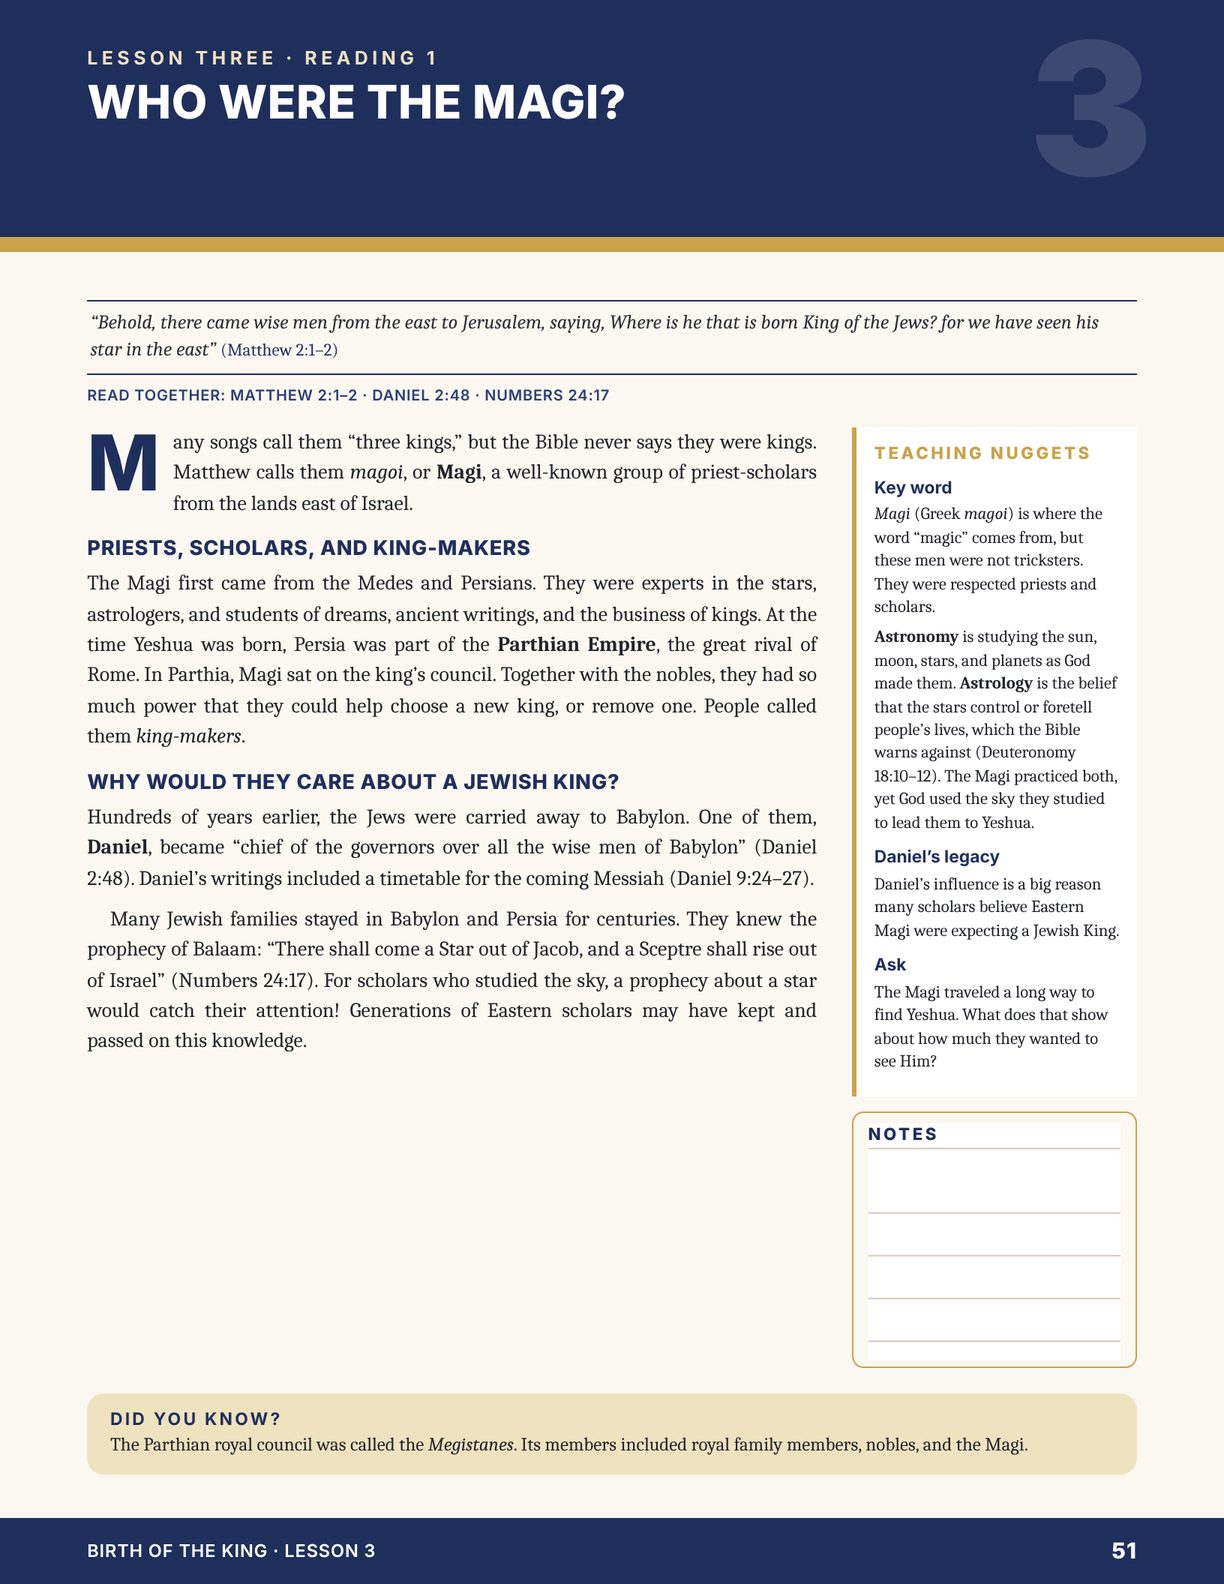 LESSON THREE · READING 1
WHO WERE THE MAGI?
3
“Behold, there came wise men from the east to Jerusalem, saying, Where is he that is born King of the Jews? for we have seen his
star in the east” (Matthew 2:1–2)
READ TOGETHER: MATTHEW 2:1–2 · DANIEL 2:48 · NUMBERS 24:17
Many songs call them “three kings,” but the Bible never says they were kings.
Matthew calls them magoi, or Magi, a well-known group of priest-scholars
from the lands east of Israel.
PRIESTS, SCHOLARS, AND KING-MAKERS
The Magi first came from the Medes and Persians. They were experts in the stars,
astrologers, and students of dreams, ancient writings, and the business of kings. At the
time Yeshua was born, Persia was part of the Parthian Empire, the great rival of
Rome. In Parthia, Magi sat on the king’s council. Together with the nobles, they had so
much power that they could help choose a new king, or remove one. People called
them king-makers.
WHY WOULD THEY CARE ABOUT A JEWISH KING?
Hundreds of years earlier, the Jews were carried away to Babylon. One of them,
Daniel, became “chief of the governors over all the wise men of Babylon” (Daniel
2:48). Daniel’s writings included a timetable for the coming Messiah (Daniel 9:24–27).
Many Jewish families stayed in Babylon and Persia for centuries. They knew the
prophecy of Balaam: “There shall come a Star out of Jacob, and a Sceptre shall rise out
of Israel” (Numbers 24:17). For scholars who studied the sky, a prophecy about a star
would catch their attention! Generations of Eastern scholars may have kept and
passed on this knowledge.
TEACHING NUGGETS
Key word
Magi (Greek magoi) is where the
word “magic” comes from, but
these men were not tricksters.
They were respected priests and
scholars.
Astronomy is studying the sun,
moon, stars, and planets as God
made them. Astrology is the belief
that the stars control or foretell
people’s lives, which the Bible
warns against (Deuteronomy
18:10–12). The Magi practiced both,
yet God used the sky they studied
to lead them to Yeshua.
Daniel’s legacy
Daniel’s influence is a big reason
many scholars believe Eastern
Magi were expecting a Jewish King.
Ask
The Magi traveled a long way to
find Yeshua. What does that show
about how much they wanted to
see Him?
NOTES
DID YOU KNOW?
The Parthian royal council was called the Megistanes. Its members included royal family members, nobles, and the Magi.
BIRTH OF THE KING · LESSON 3
51